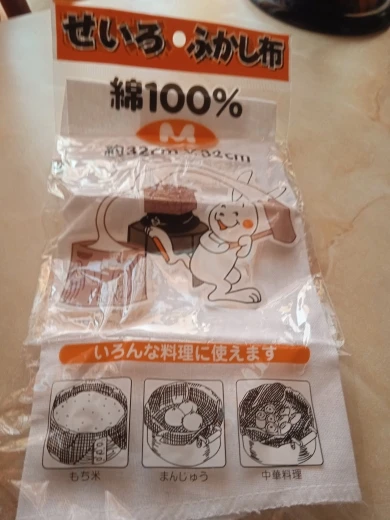 せいろ・ふかし布
綿100%
M
約32cm×32cm
いろんな料理に使えます
もち米
まんじゅう
中華料理